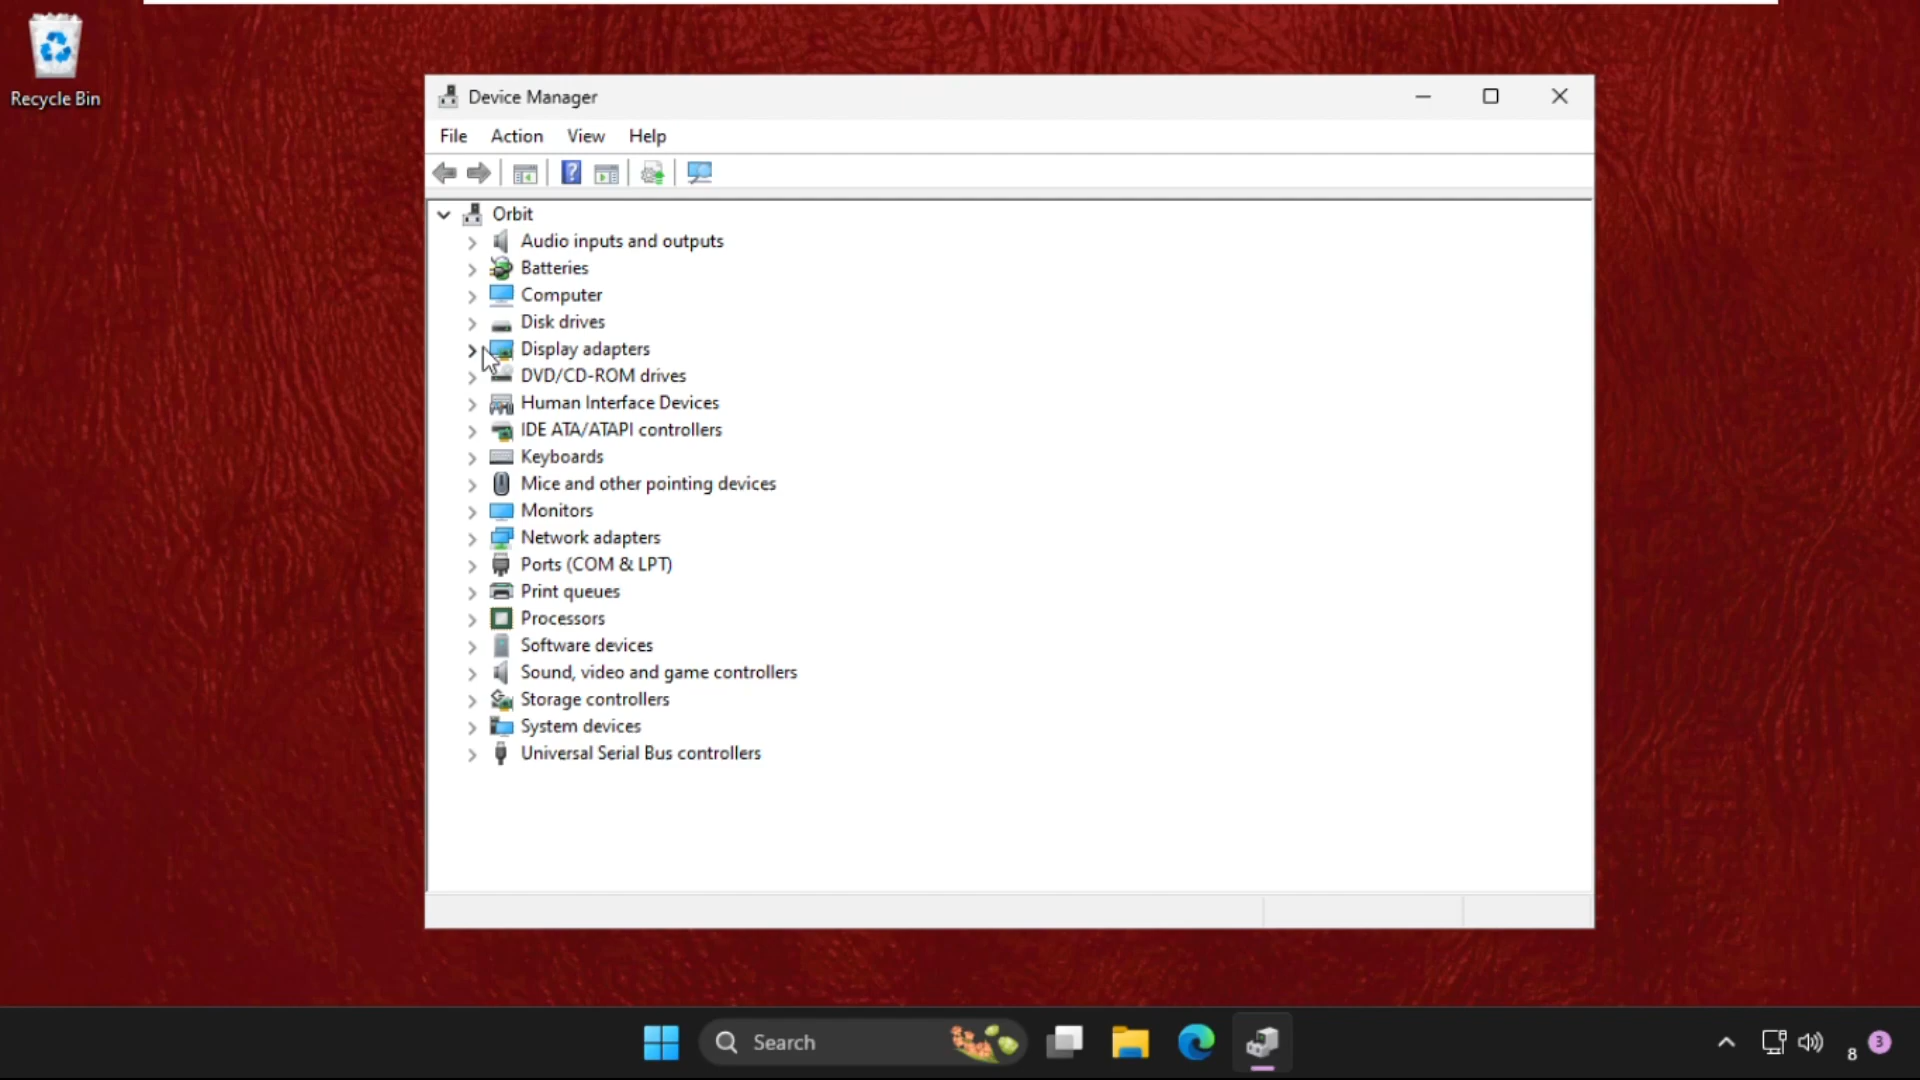 Recycle Bin
Device Manager
File Action View Help
Orbit
Audio inputs and outputs
Batteries
Computer
Disk drives
Display adapters
DVD/CD-ROM drives
Human Interface Devices
IDE ATA/ATAPI controllers
Keyboards
Mice and other pointing devices
Monitors
Network adapters
Ports (COM & LPT)
Print queues
Processors
Software devices
Sound, video and game controllers
Storage controllers
System devices
Universal Serial Bus controllers
Search
8 3